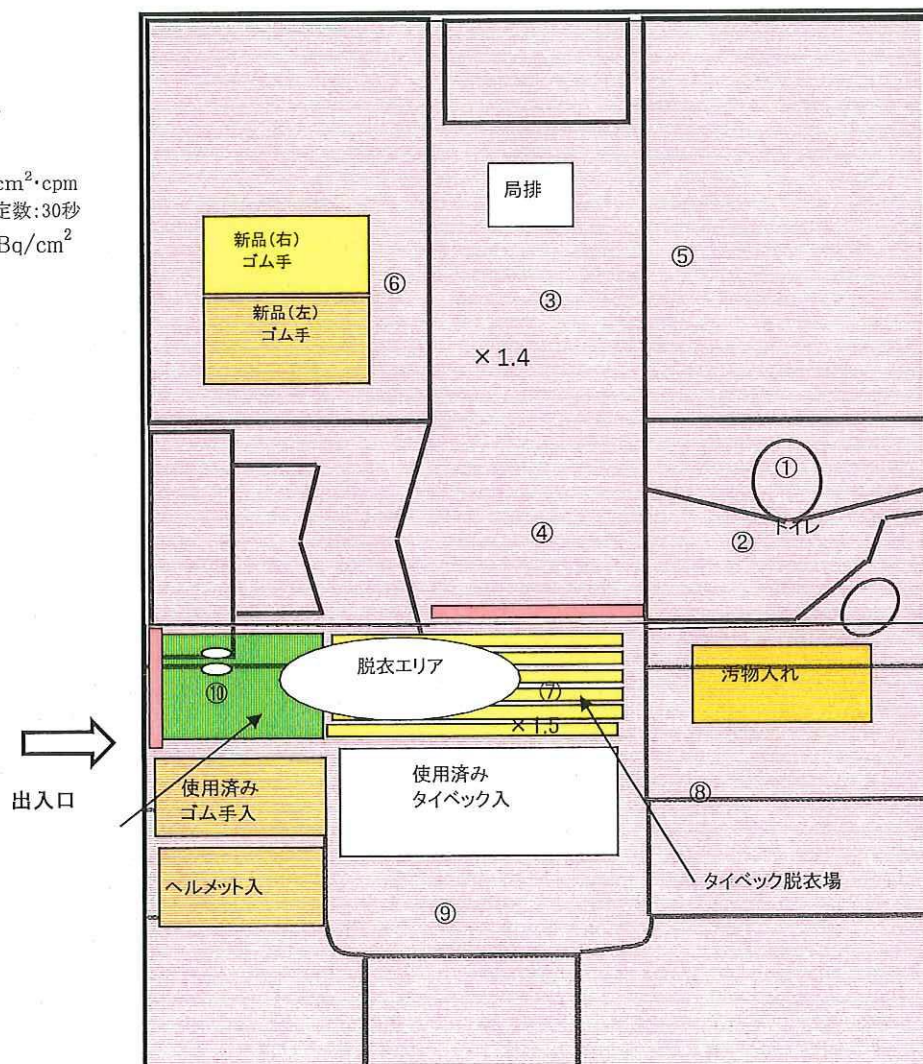 cm²・cpm
定数:30秒
Bq/cm²
局排
新品(右)
ゴム手
⑥
新品(左)
ゴム手
⑤
③
×1.4
①
トイレ
②
④
脱衣エリア
⑦
×1.5
⑩
汚物入れ
出入口
使用済み
ゴム手入
使用済み
タイベック入
⑧
ヘルメット入
タイベック脱衣場
⑨